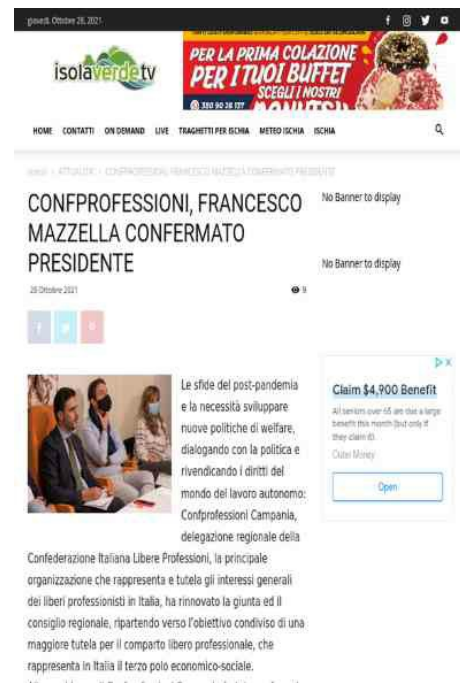 giovedì, Ottobre 28, 2021
isolaverdetv
PER LA PRIMA COLAZIONE
PER I TUOI BUFFET
SCEGLI I NOSTRI
HOME CONTATTI ON DEMAND LIVE TRAGHETTI PER ISCHIA METEO ISCHIA ISCHIA
ATTUALITA' CONFPROFESSIONI, FRANCESCO MAZZELLA CONFERMATO PRESIDENTE
CONFPROFESSIONI, FRANCESCO
MAZZELLA CONFERMATO
PRESIDENTE
28 Ottobre 2021
9
No Banner to display
No Banner to display
Le sfide del post-pandemia
e la necessità sviluppare
nuove politiche di welfare,
dialogando con la politica e
rivendicando i diritti del
mondo del lavoro autonomo:
Confprofessioni Campania,
delegazione regionale della
Confederazione Italiana Libere Professioni, la principale
organizzazione che rappresenta e tutela gli interessi generali
dei liberi professionisti in Italia, ha rinnovato la giunta ed il
consiglio regionale, ripartendo verso l'obiettivo condiviso di una
maggiore tutela per il comparto libero professionale, che
rappresenta in Italia il terzo polo economico-sociale.
Claim $4,900 Benefit
All seniors over 65 are due a large
benefit this month (but only if
they claim it).
Open